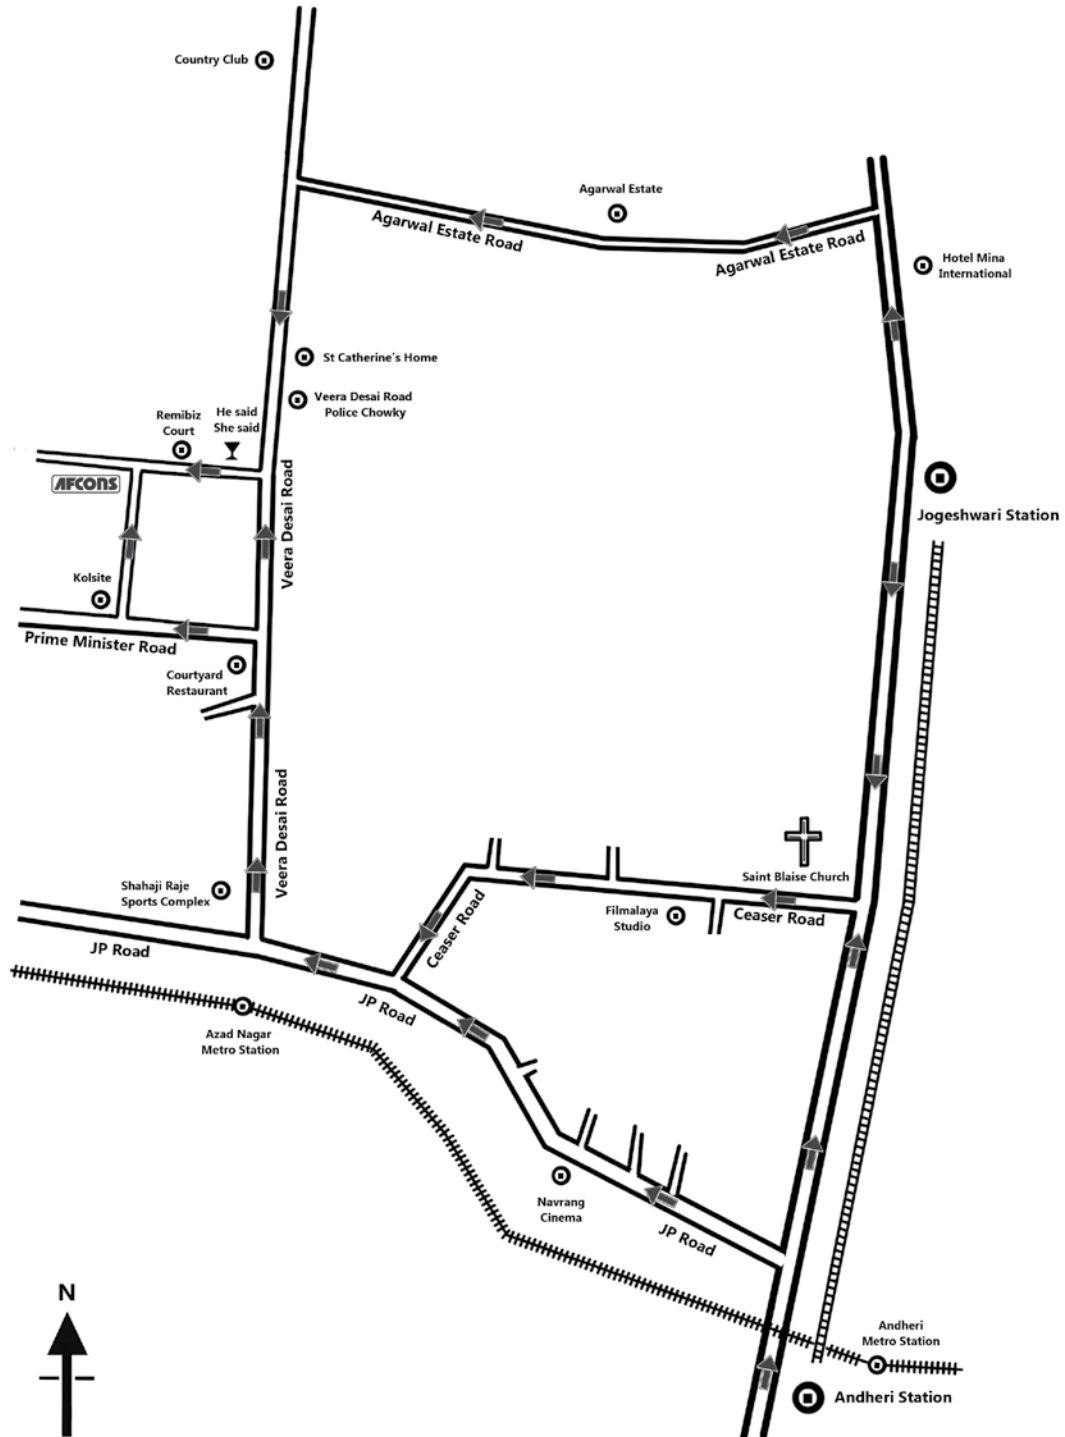 Country Club
Agarwal Estate
Agarwal Estate Road
Agarwal Estate Road
Hotel Mina
International
St Catherine's Home
Veera Desai Road
Police Chowky
Remibiz
Court
He said
She said
AFCONS
Veera Desai Road
Jogeshwari Station
Kolsite
Prime Minister Road
Courtyard
Restaurant
Veera Desai Road
Saint Blaise Church
Shahaji Raje
Sports Complex
Ceaser Road
Filmalaya
Studio
Ceaser Road
JP Road
JP Road
Azad Nagar
Metro Station
Navrang
Cinema
JP Road
N
Andheri
Metro Station
Andheri Station